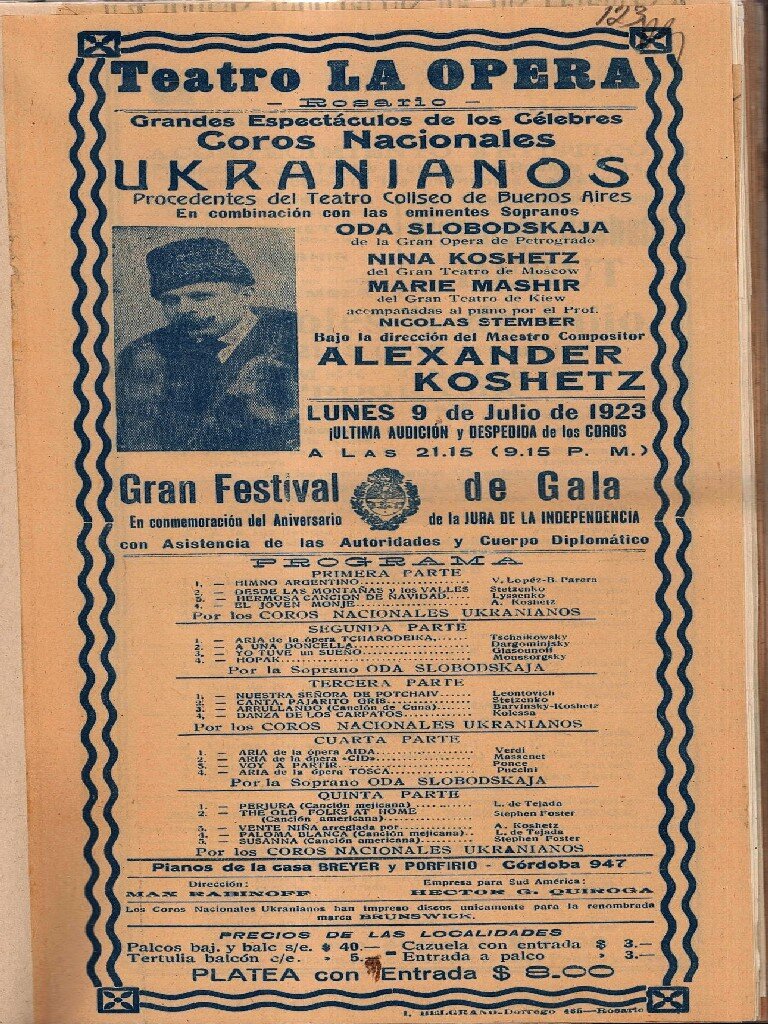 123
Teatro LA OPERA
— Rosario —
Grandes Espectáculos de los Célebres
Coros Nacionales
UKRANIANOS
Procedentes del Teatro Coliseo de Buenos Aires
En combinación con las eminentes Sopranos
ODA SLOBODSKAJA
de la Gran Opera de Petrogrado
NINA KOSHETZ
del Gran Teatro de Moscow
MARIE MASHIR
del Gran Teatro de Kiew
acompañadas al piano por el Prof.
NICOLAS STEMBER
Bajo la dirección del Maestro Compositor
ALEXANDER
KOSHETZ
LUNES 9 de Julio de 1923
¡ULTIMA AUDICIÓN y DESPEDIDA de los COROS
A LAS 21.15 (9.15 P. M.)
Gran Festival de Gala
En conmemoración del Aniversario de la JURA DE LA INDEPENDENCIA
con Asistencia de las Autoridades y Cuerpo Diplomático
PROGRAMA
PRIMERA PARTE
1. — HIMNO ARGENTINO.......... V. Lopéz-B. Parera
2. — DESDE LAS MONTAÑAS y los VALLES Stetzenko
3. — HERMOSA CANCION DE NAVIDAD. Lyssenko
4. — EL JOVEN MONJE.......... A. Koshetz
Por los COROS NACIONALES UKRANIANOS
SEGUNDA PARTE
1. — ARIA de la ópera TCHARODEIKA, Tschaikowsky
2. — A UNA DONCELLA.......... Dargominjsky
3. — YO TUVE un SUEÑO.......... Glasounoff
4. — HOPAK.......... Moussorgsky
Por la Soprano ODA SLOBODSKAJA
TERCERA PARTE
1. — NUESTRA SEÑORA DE POTCHAIV...... Leontovich
2. — CANTA, PAJARITO GRIS.......... Stetzenko
3. — ARRULLANDO (Canción de Cuna)...... Barvinsky-Koshetz
4. — DANZA DE LOS CARPATOS.......... Kolessa
Por los COROS NACIONALES UKRANIANOS
CUARTA PARTE
1. — ARIA de la ópera AIDA.......... Verdi
2. — ARIA de la ópera «CID».......... Massenet
3. — VOY A PARTIR.......... Ponce
4. — ARIA de la ópera TOSCA.......... Puccini
Por la Soprano ODA SLOBODSKAJA
QUINTA PARTE
1. — PERJURA (Canción mejicana).......... L. de Tejada
2. — THE OLD FOLKS AT HOME Stephen Foster
(Canción americana)..........
3. — VENTE NIÑA arreglada por.......... A. Koshetz
4. — PALOMA BLANCA (Canción mejicana).. L. de Tejada
5. — SUSANNA (Canción americana).......... Stephen Foster
Por los COROS NACIONALES UKRANIANOS
Pianos de la casa BREYER y PORFIRIO - Córdoba 947
Dirección: Empresa para Sud América:
MAX RABINOFF HECTOR G. QUIROGA
Los Coros Nacionales Ukranianos han impreso discos unicamente para la renombrada
marca BRUNSWICK.
PRECIOS DE LAS LOCALIDADES
Palcos baj. y balc s/e. $ 40.— Cazuela con entrada $ 3.—
Tertulia balcón c/e. » 5.— Entrada a palco » 3.—
PLATEA con Entrada $ 8.00
I. BELGRANO-Dorrego 465—Rosario